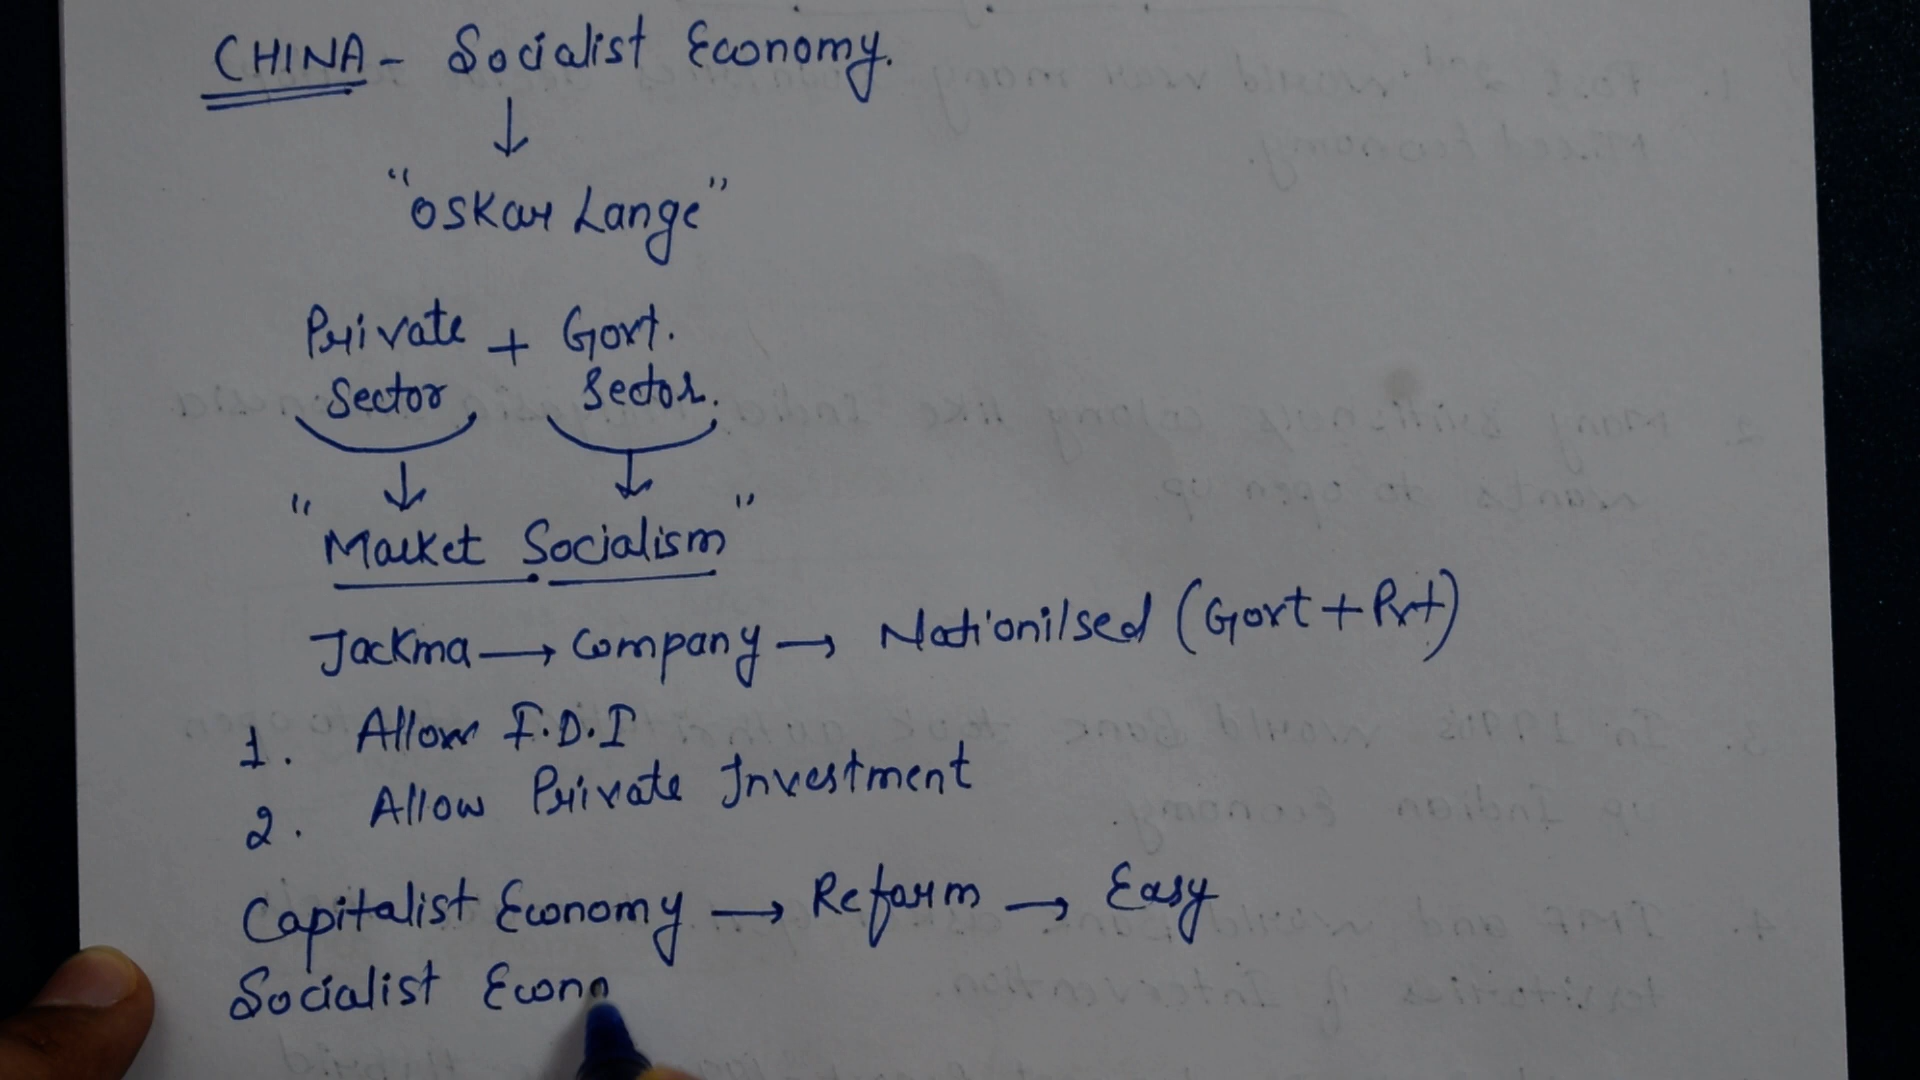 CHINA - Socialist Economy.
↓
"Oskar Lange"
Private + Govt.
Sector Sector.
↓ ↓
"Market Socialism"
Jackma → Company → Nationilsed (Govt + Pvt)
1. Allow F.D.I
2. Allow Private Investment
Capitalist Economy → Reform → Easy
Socialist Econo